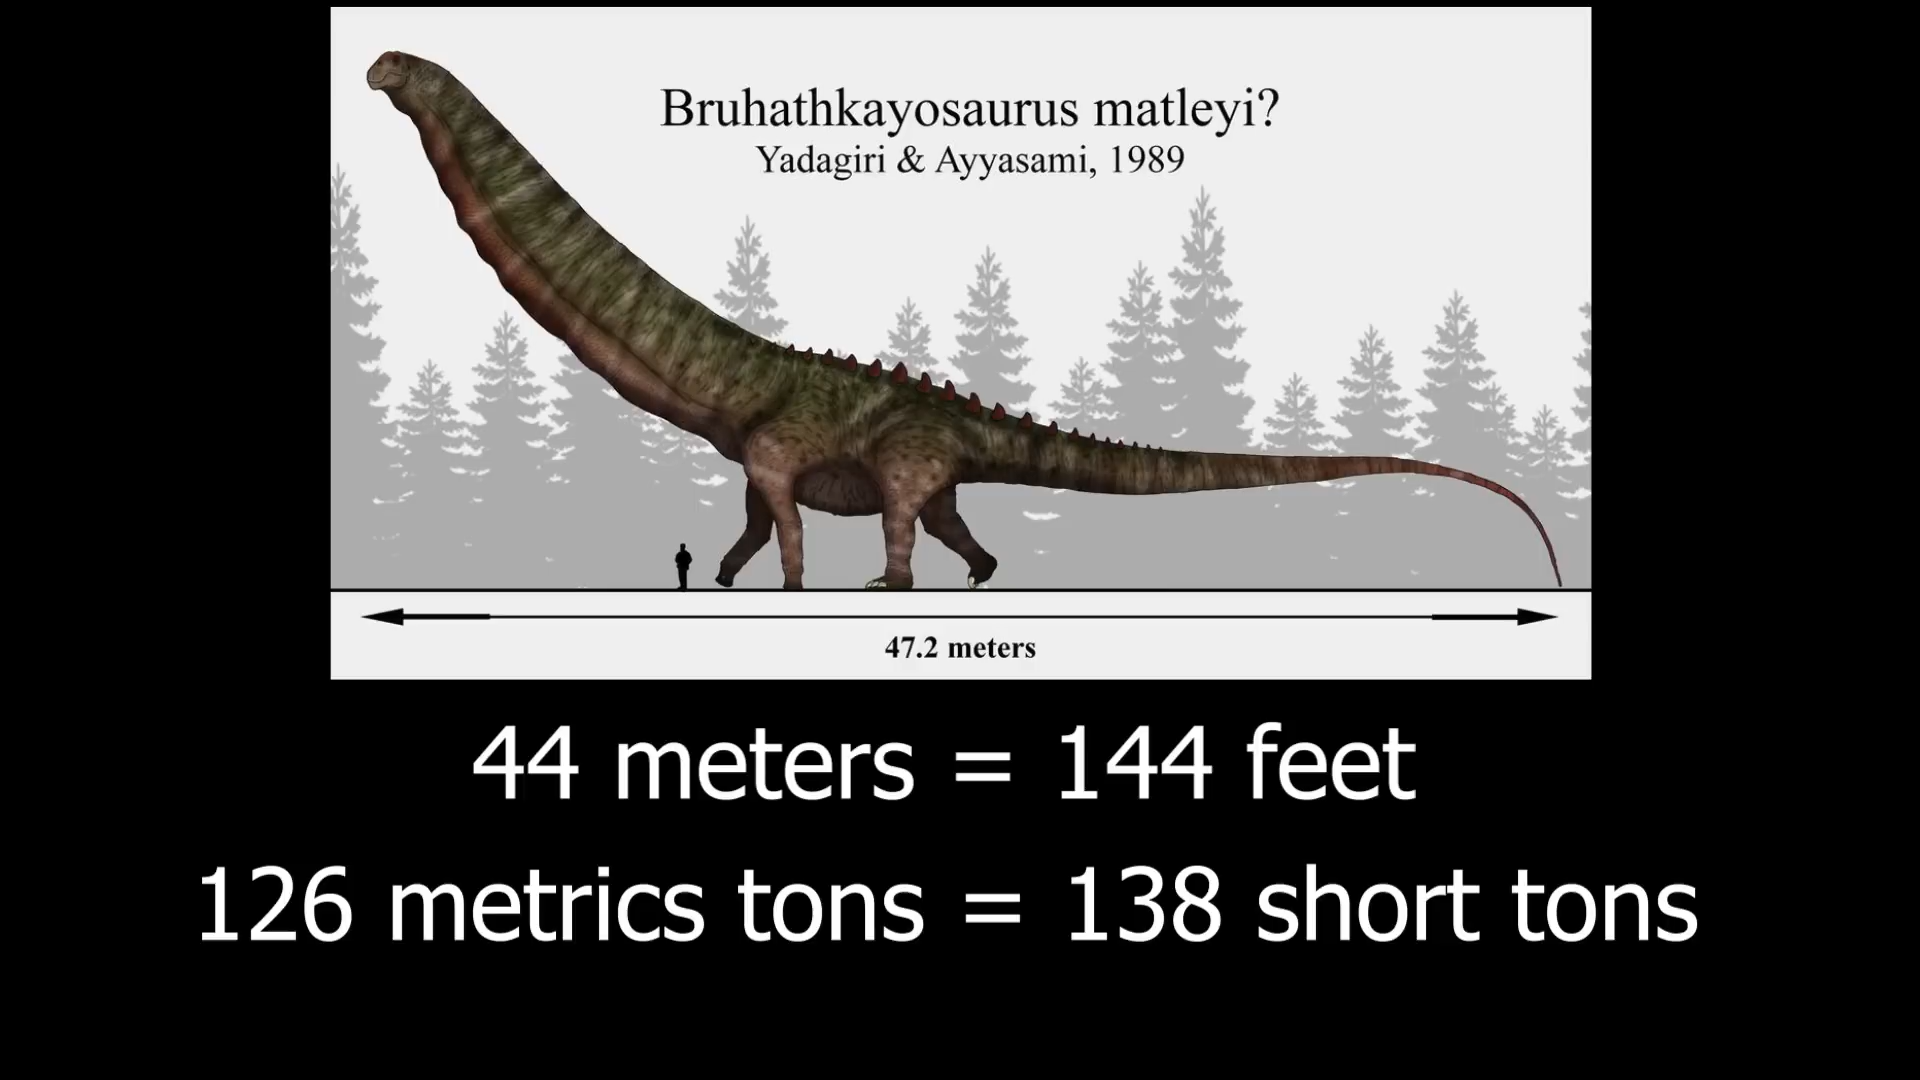 Bruhathkayosaurus matleyi?
Yadagiri & Ayyasami, 1989
47.2 meters
44 meters = 144 feet
126 metrics tons = 138 short tons